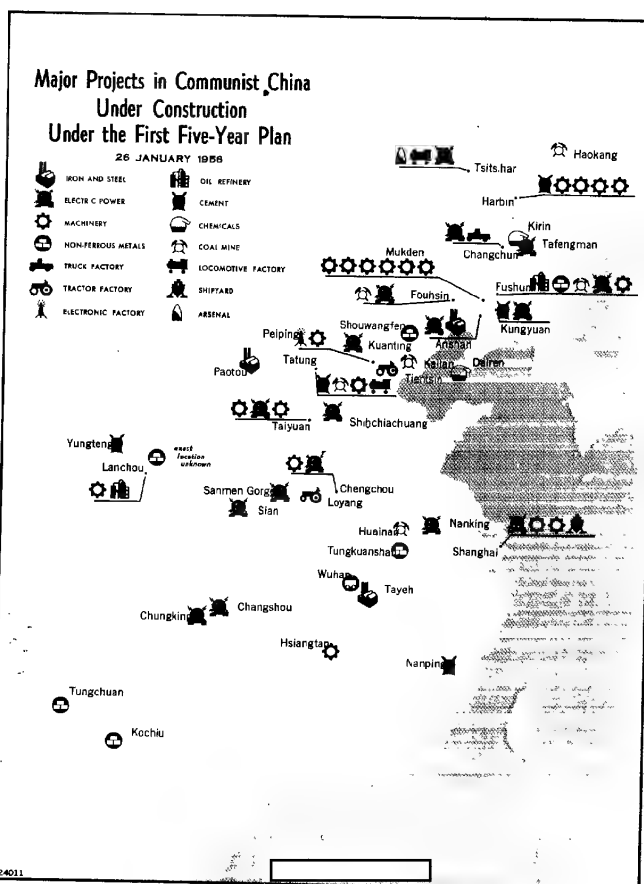 Major Projects in Communist China
Under Construction
Under the First Five-Year Plan
26 JANUARY 1956
IRON AND STEEL
OIL REFINERY
ELECTR C POWER
CEMENT
MACHINERY
CHEMICALS
NON-FERROUS METALS
COAL MINE
TRUCK FACTORY
LOCOMOTIVE FACTORY
TRACTOR FACTORY
SHIPYARD
ELECTRONIC FACTORY
ARSENAL
Haokang
Tsits.har
Harbin
Kirin
Tafengman
Changchun
Mukden
Fushun
Fouhsin
Kungyuan
Anshan
Shouwangfen
Peiping
Kuanting
Tatung
Kailan
Dairen
Tientsin
Paotou
Taiyuan
Shihchiachuang
Yungteng
exact
location
unknown
Lanchou
Chengchou
Sanmen Gorg
Loyang
Sian
Huainan
Nanking
Tungkuanshan
Shanghai
Wuhan
Tayeh
Changshou
Chungking
Hsiangtan
Nanping
Tungchuan
Kochiu
24011